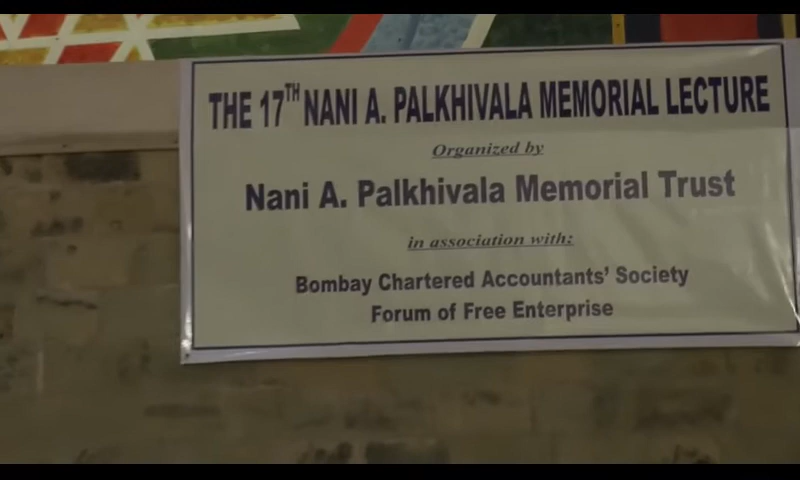 THE 17TH NANI A. PALKHIVALA MEMORIAL LECTURE
Organized by
Nani A. Palkhivala Memorial Trust
in association with:
Bombay Chartered Accountants' Society
Forum of Free Enterprise